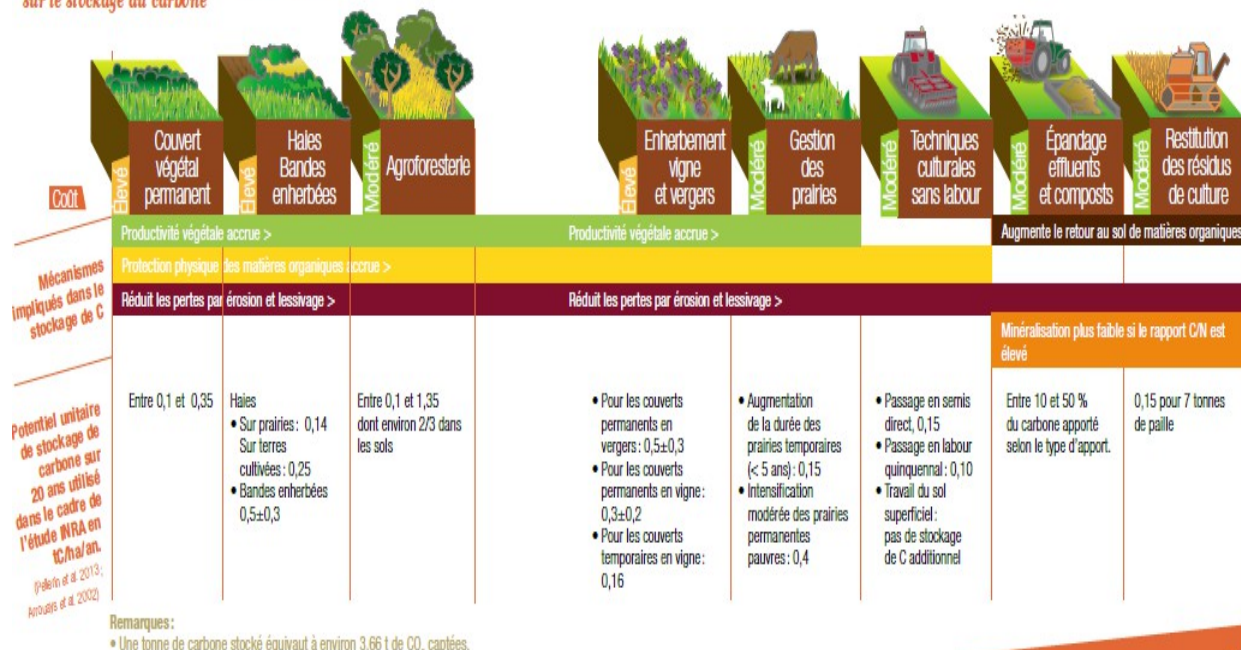 sur le stockage du carbone
Coût
Élevé
Couvert
végétal
permanent
Élevé
Haies
Bandes
enherbées
Modéré
Agroforesterie
Élevé
Enherbement
vigne
et vergers
Modéré
Gestion
des
prairies
Modéré
Techniques
culturales
sans labour
Modéré
Épandage
effluents
et composts
Modéré
Restitution
des résidus
de culture
Mécanismes
impliqués dans le
stockage de C
Productivité végétale accrue >
Productivité végétale accrue >
Augmente le retour au sol de matières organiques
Protection physique des matières organiques accrue >
Réduit les pertes par érosion et lessivage >
Réduit les pertes par érosion et lessivage >
Minéralisation plus faible si le rapport C/N est
élevé
Potentiel unitaire
de stockage de
carbone sur
20 ans utilisé
dans le cadre de
l'étude INRA en
tC/ha/an.
(Pellerin et al. 2013 ;
Arrouays et al. 2002)
Entre 0,1 et 0,35
Haies
• Sur prairies : 0,14
Sur terres
cultivées : 0,25
• Bandes enherbées
0,5±0,3
Entre 0,1 et 1,35
dont environ 2/3 dans
les sols
• Pour les couverts
permanents en
vergers : 0,5±0,3
• Pour les couverts
permanents en vigne :
0,3±0,2
• Pour les couverts
temporaires en vigne :
0,16
• Augmentation
de la durée des
prairies temporaires
(< 5 ans) : 0,15
• Intensification
modérée des prairies
permanentes
pauvres : 0,4
• Passage en semis
direct, 0,15
• Passage en labour
quinquennal : 0,10
• Travail du sol
superficiel :
pas de stockage
de C additionnel
Entre 10 et 50 %
du carbone apporté
selon le type d'apport.
0,15 pour 7 tonnes
de paille
Remarques :
• Une tonne de carbone stocké équivaut à environ 3,66 t de CO₂ captées.